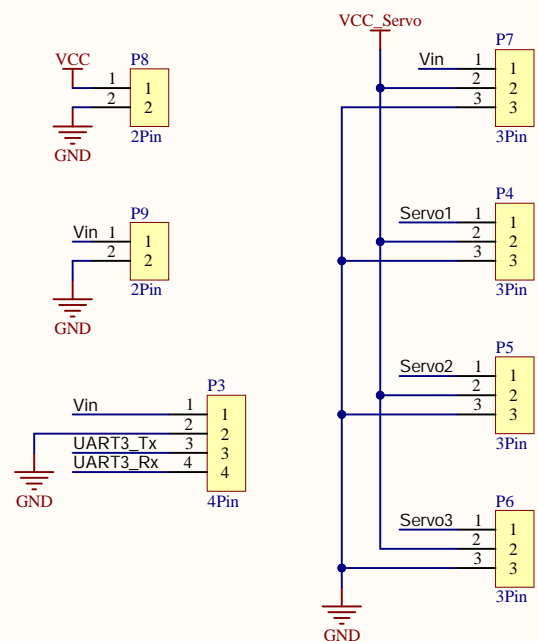 VCC
P8
1 1
2 2
2Pin
GND
P9
Vin 1 1
2 2
2Pin
GND
P3
Vin 1 1
2 2
UART3_Tx 3 3
UART3_Rx 4 4
4Pin
GND
VCC_Servo
P7
Vin 1 1
2 2
3 3
3Pin
P4
Servo1 1 1
2 2
3 3
3Pin
P5
Servo2 1 1
2 2
3 3
3Pin
P6
Servo3 1 1
2 2
3 3
3Pin
GND